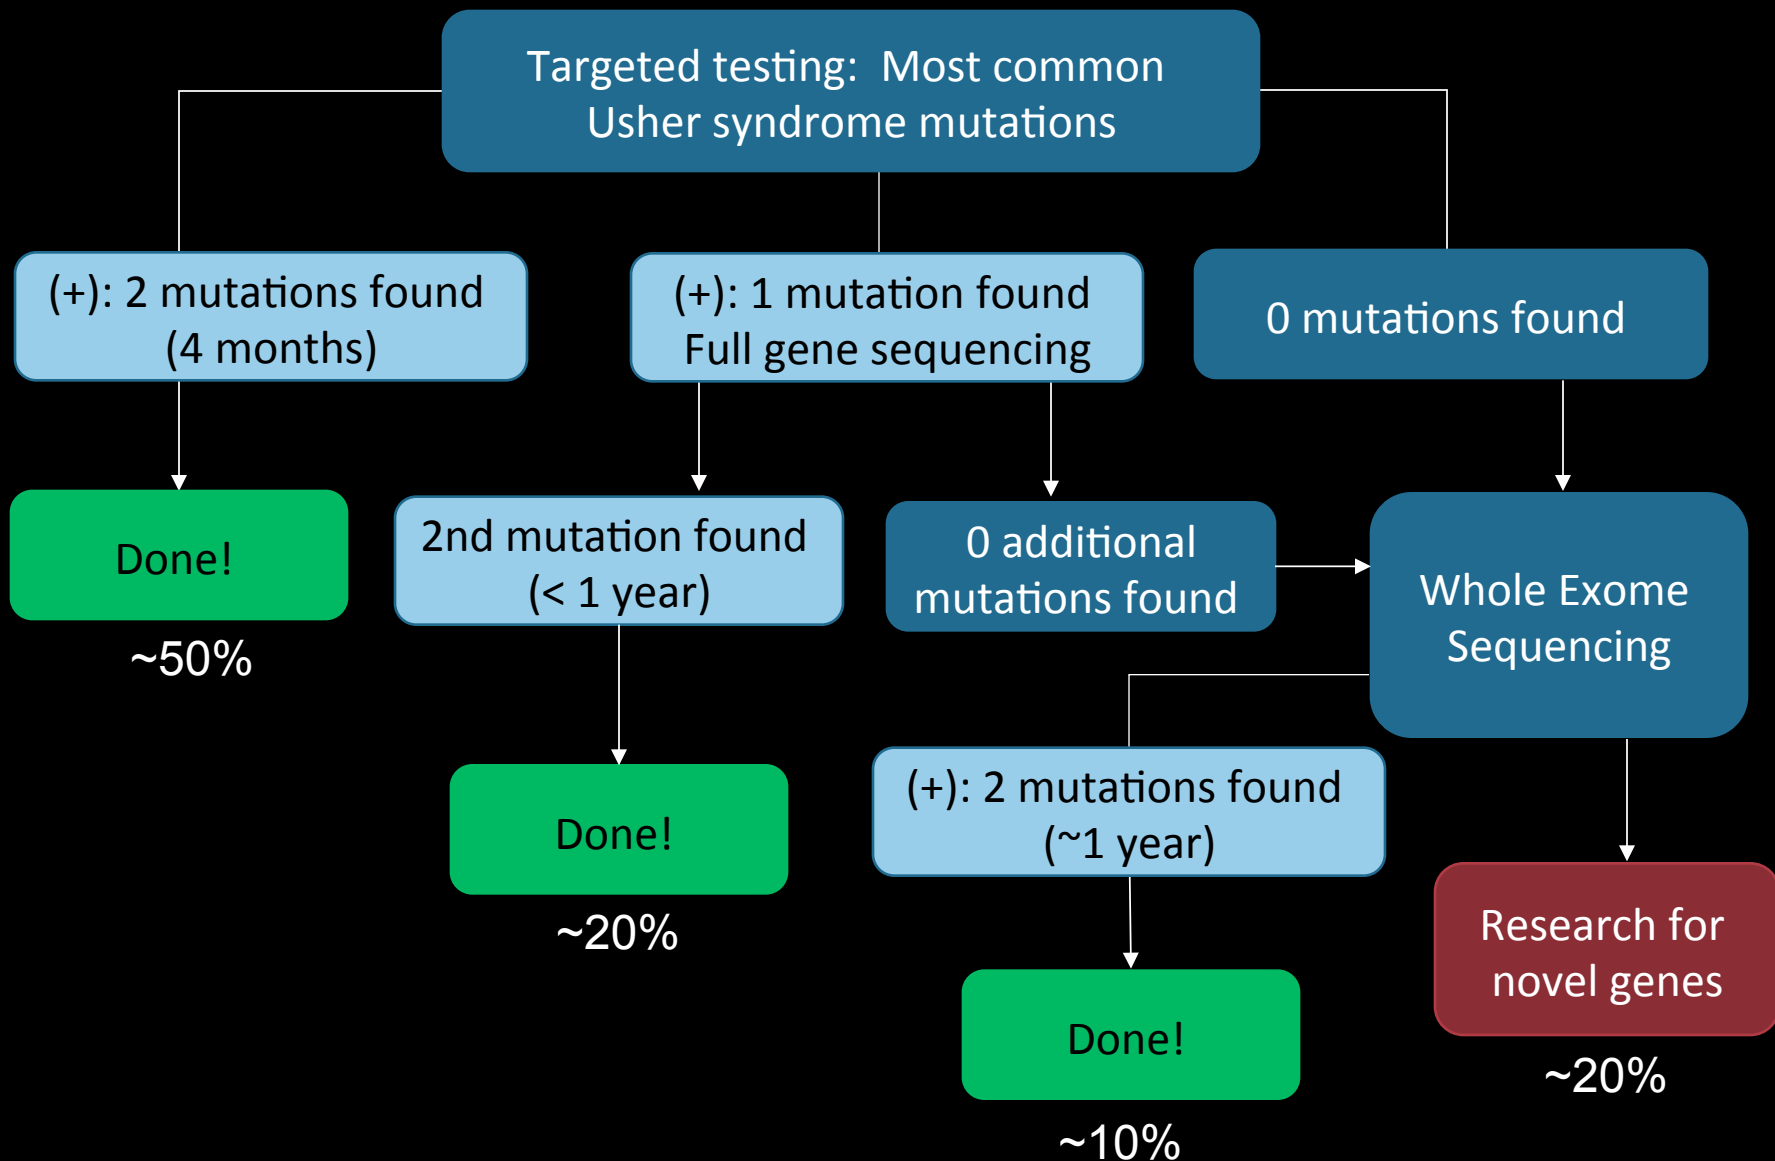 Targeted testing:  Most common
Usher syndrome mutations
(+): 2 mutations found
(4 months)
(+): 1 mutation found
Full gene sequencing
0 mutations found
Done!
~50%
2nd mutation found
(< 1 year)
0 additional
mutations found
Whole Exome
Sequencing
Done!
~20%
(+): 2 mutations found
(~1 year)
Research for
novel genes
~20%
Done!
~10%